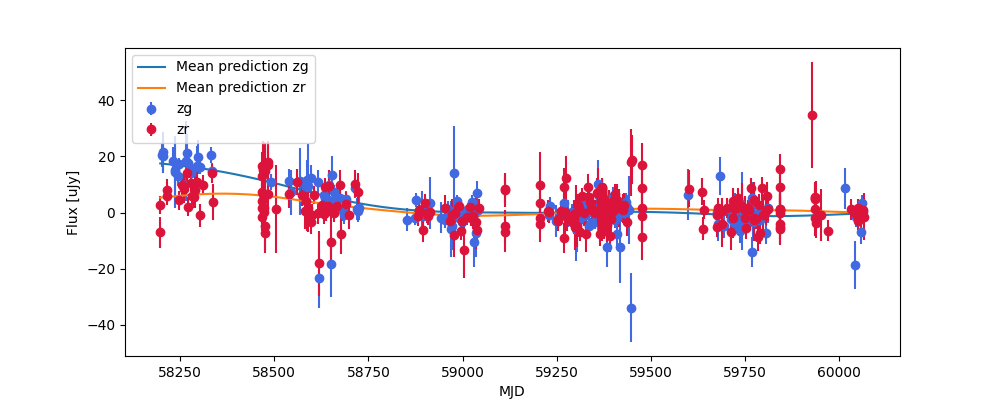 Mean prediction zg
Mean prediction zr
zg
zr
40
20
0
−20
−40
Flux [uJy]
58250
58500
58750
59000
59250
59500
59750
60000
MJD